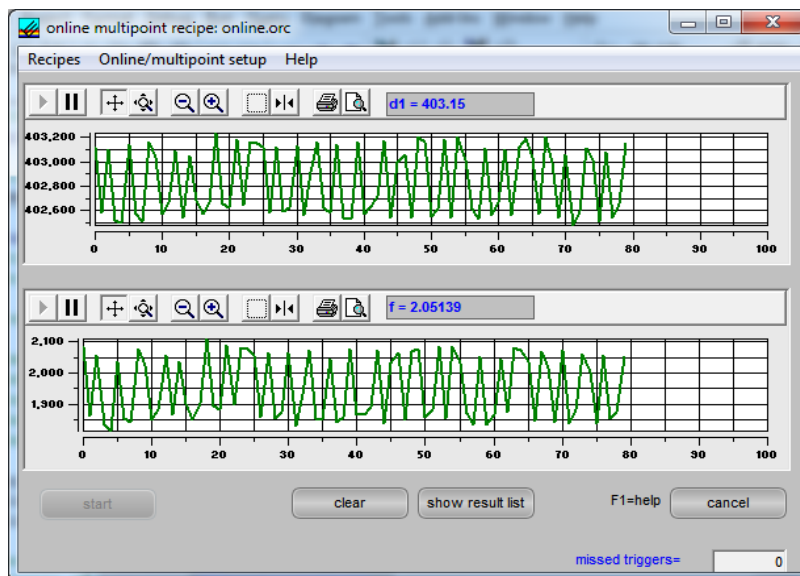 online multipoint recipe: online.orc
Recipes Online/multipoint setup Help
d1 = 403.15
403,200
403,000
402,800
402,600
0 10 20 30 40 50 60 70 80 90 100
f = 2.05139
2,100
2,000
1,900
0 10 20 30 40 50 60 70 80 90 100
start clear show result list F1=help cancel
missed triggers= 0